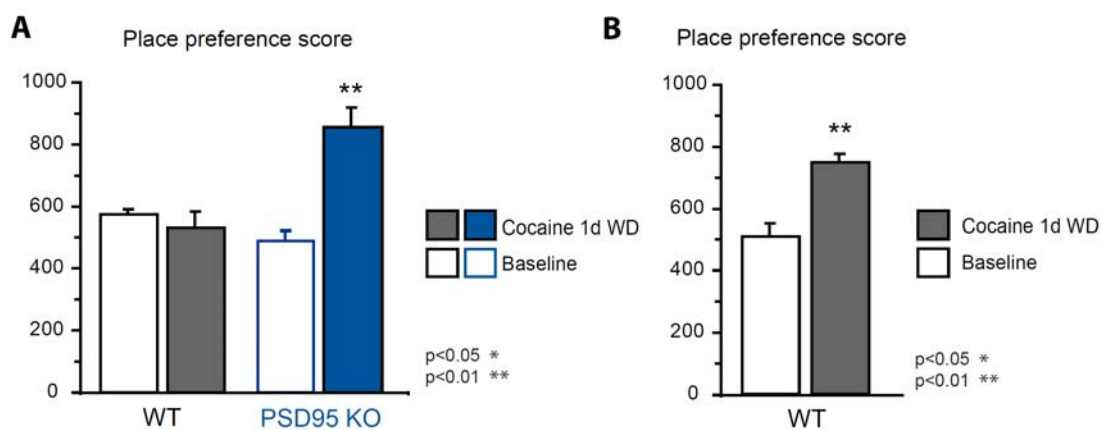 A
Place preference score
1000
800
600
400
200
0
**
WT
PSD95 KO
Cocaine 1d WD
Baseline
p<0.05 *
p<0.01 **
B
Place preference score
1000
800
600
400
200
0
**
WT
Cocaine 1d WD
Baseline
p<0.05 *
p<0.01 **